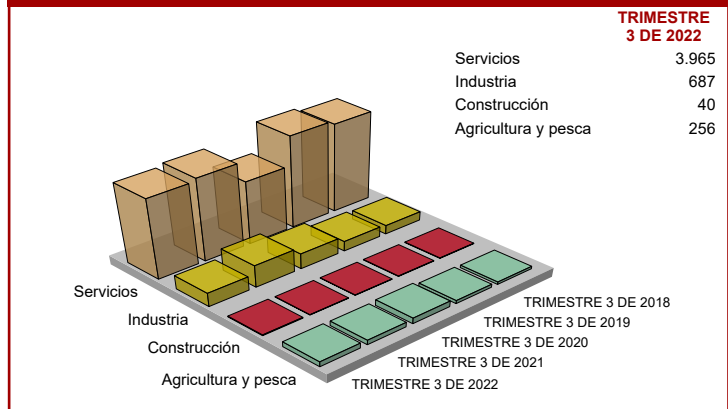 TRIMESTRE
3 DE 2022
Servicios 3.965
Industria 687
Construcción 40
Agricultura y pesca 256
Servicios
Industria
Construcción
Agricultura y pesca
TRIMESTRE 3 DE 2018
TRIMESTRE 3 DE 2019
TRIMESTRE 3 DE 2020
TRIMESTRE 3 DE 2021
TRIMESTRE 3 DE 2022